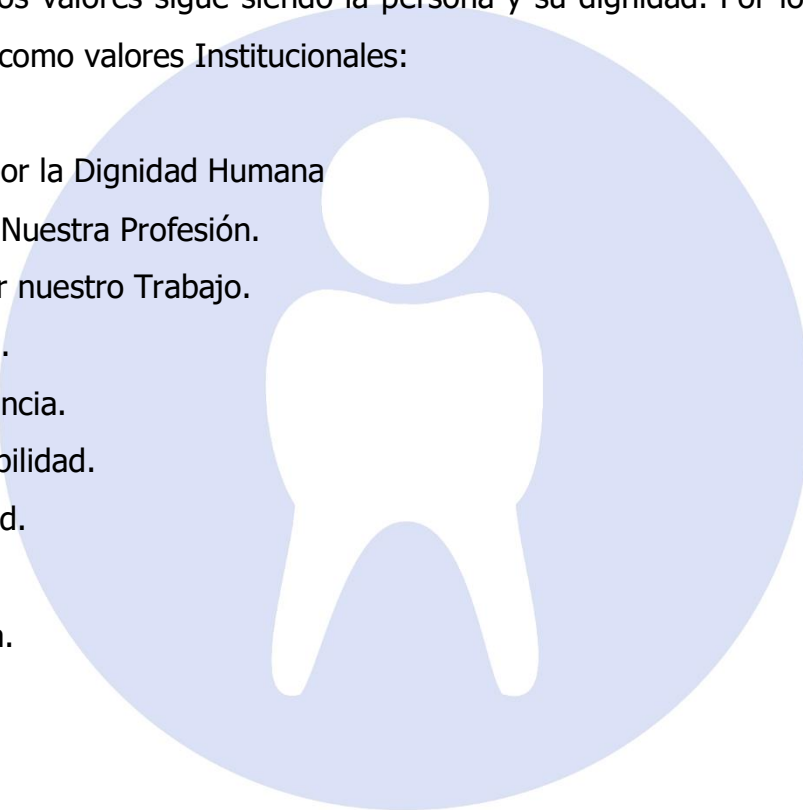 os valores sigue siendo la persona y su dignidad. Por lo
como valores Institucionales:
or la Dignidad Humana
Nuestra Profesión.
r nuestro Trabajo.
.
ncia.
bilidad.
d.
.